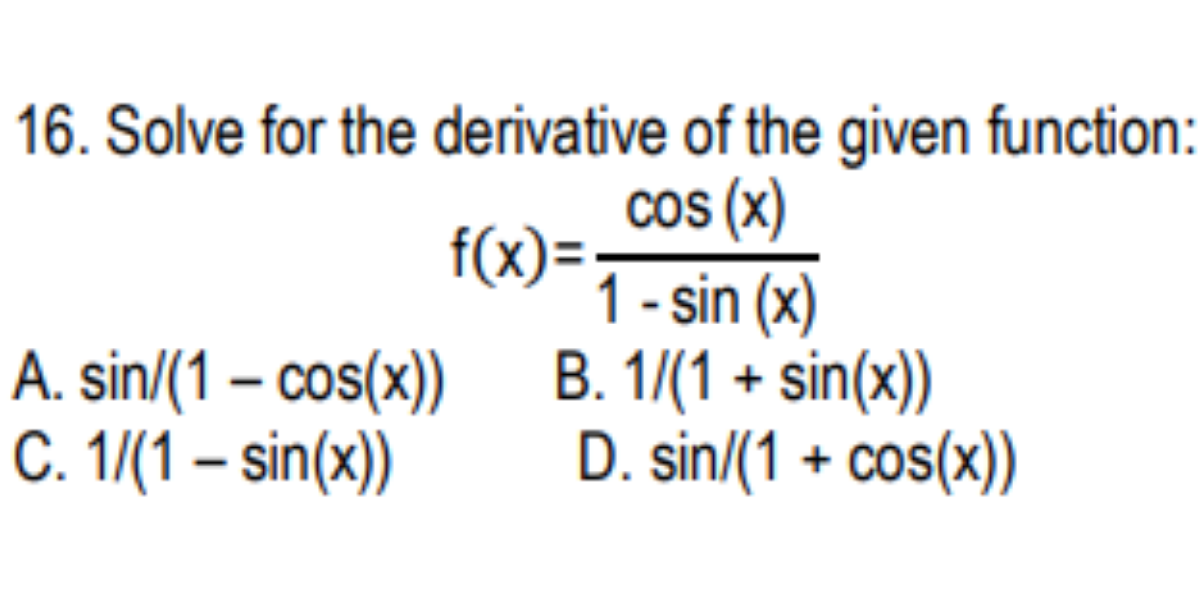 16. Solve for the derivative of the given function:
f(x)= cos (x) / 1 - sin (x)
A. sin/(1 – cos(x)) B. 1/(1 + sin(x))
C. 1/(1 – sin(x)) D. sin/(1 + cos(x))